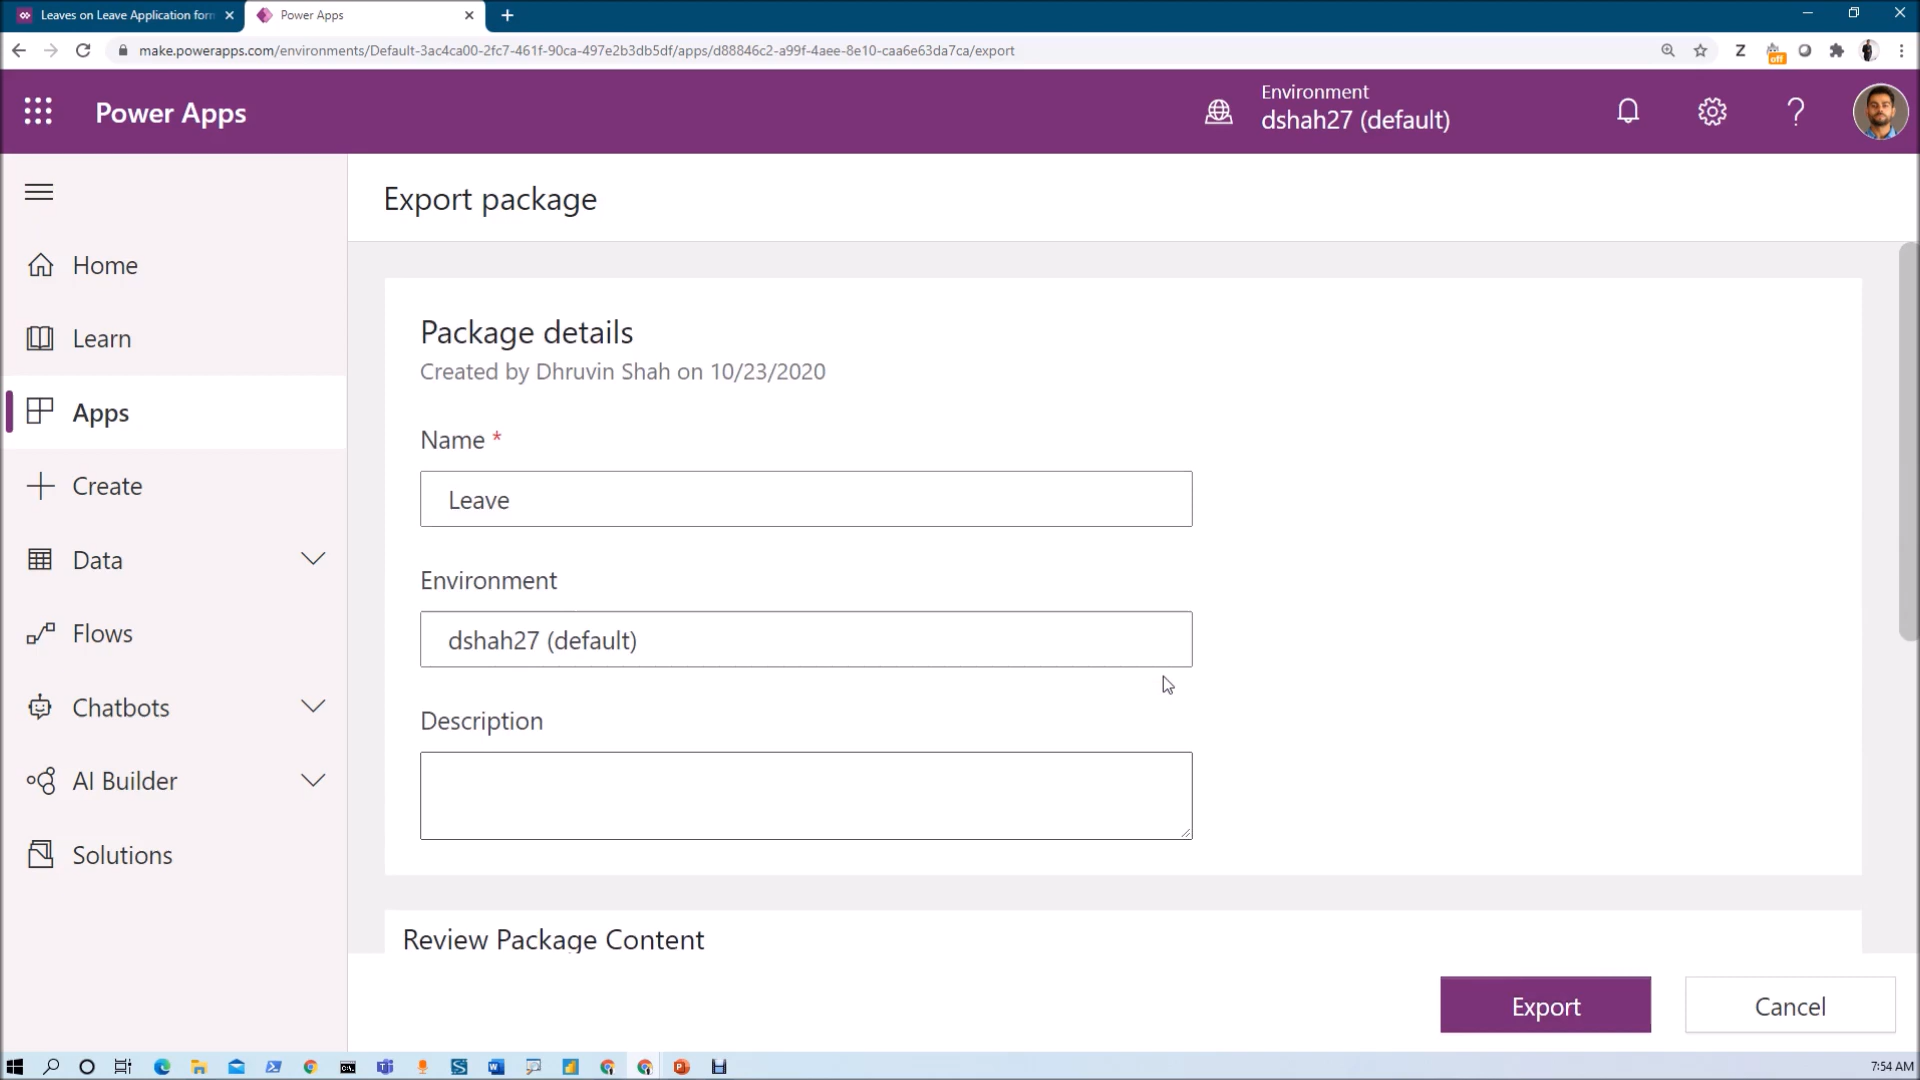 Leaves on Leave Application form
Power Apps
make.powerapps.com/environments/Default-3ac4ca00-2fc7-461f-90ca-497e2b3db5df/apps/d88846c2-a99f-4aee-8e10-caa6e63da7ca/export
Z
off
Power Apps
Environment
dshah27 (default)
Export package
Home
Learn
Apps
Create
Data
Flows
Chatbots
AI Builder
Solutions
Package details
Created by Dhruvin Shah on 10/23/2020
Name *
Leave
Environment
dshah27 (default)
Description
Review Package Content
Export
Cancel
7:54 AM